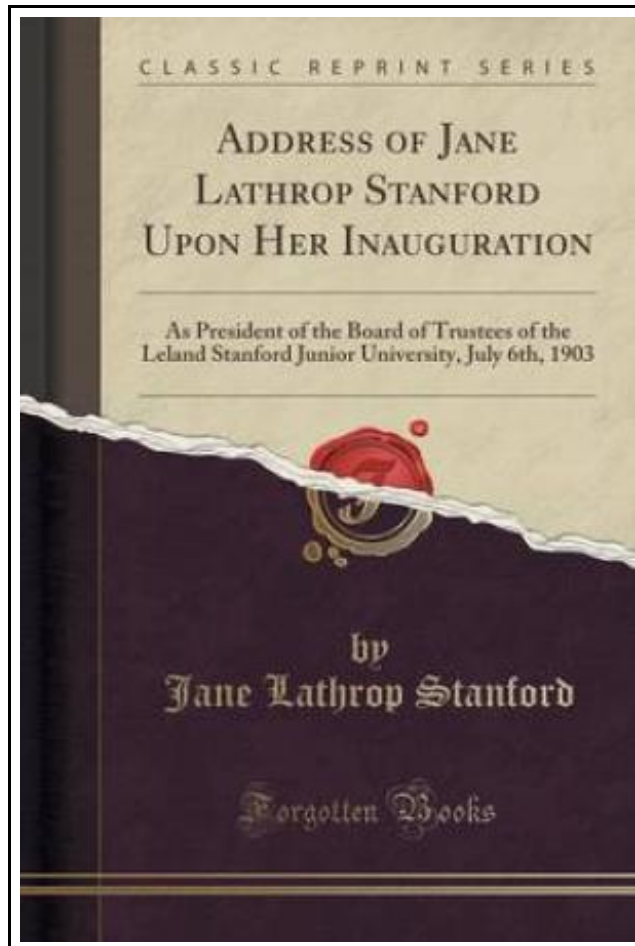 CLASSIC REPRINT SERIES
ADDRESS OF JANE
LATHROP STANFORD
UPON HER INAUGURATION
As President of the Board of Trustees of the
Leland Stanford Junior University, July 6th, 1903
by
Jane Lathrop Stanford
Forgotten Books